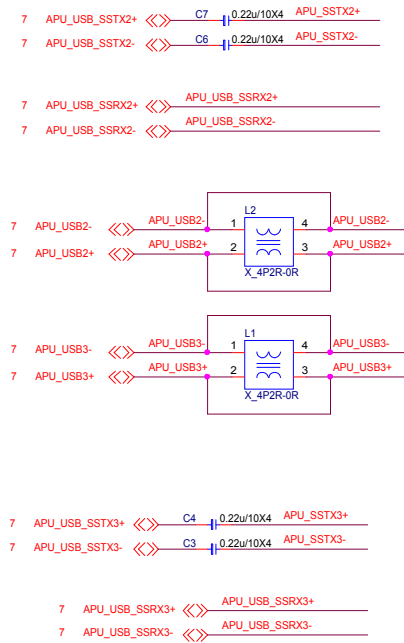 7 APU_USB_SSTX2+ C7 0.22u/10X4 APU_SSTX2+
7 APU_USB_SSTX2- C6 0.22u/10X4 APU_SSTX2-
7 APU_USB_SSRX2+ APU_USB_SSRX2+
7 APU_USB_SSRX2- APU_USB_SSRX2-
L2
7 APU_USB2- APU_USB2- 1 4 APU_USB2-
7 APU_USB2+ APU_USB2+ 2 3 APU_USB2+
X_4P2R-0R
L1
7 APU_USB3- APU_USB3- 1 4 APU_USB3-
7 APU_USB3+ APU_USB3+ 2 3 APU_USB3+
X_4P2R-0R
7 APU_USB_SSTX3+ C4 0.22u/10X4 APU_SSTX3+
7 APU_USB_SSTX3- C3 0.22u/10X4 APU_SSTX3-
7 APU_USB_SSRX3+ APU_USB_SSRX3+
7 APU_USB_SSRX3- APU_USB_SSRX3-